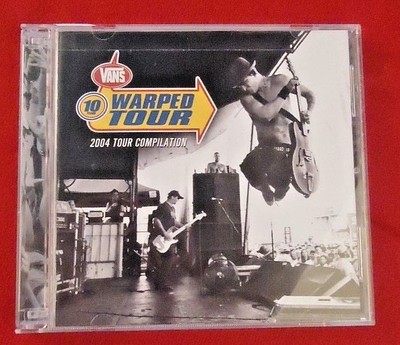 VANS
10
WARPED
TOUR
2004 TOUR COMPILATION